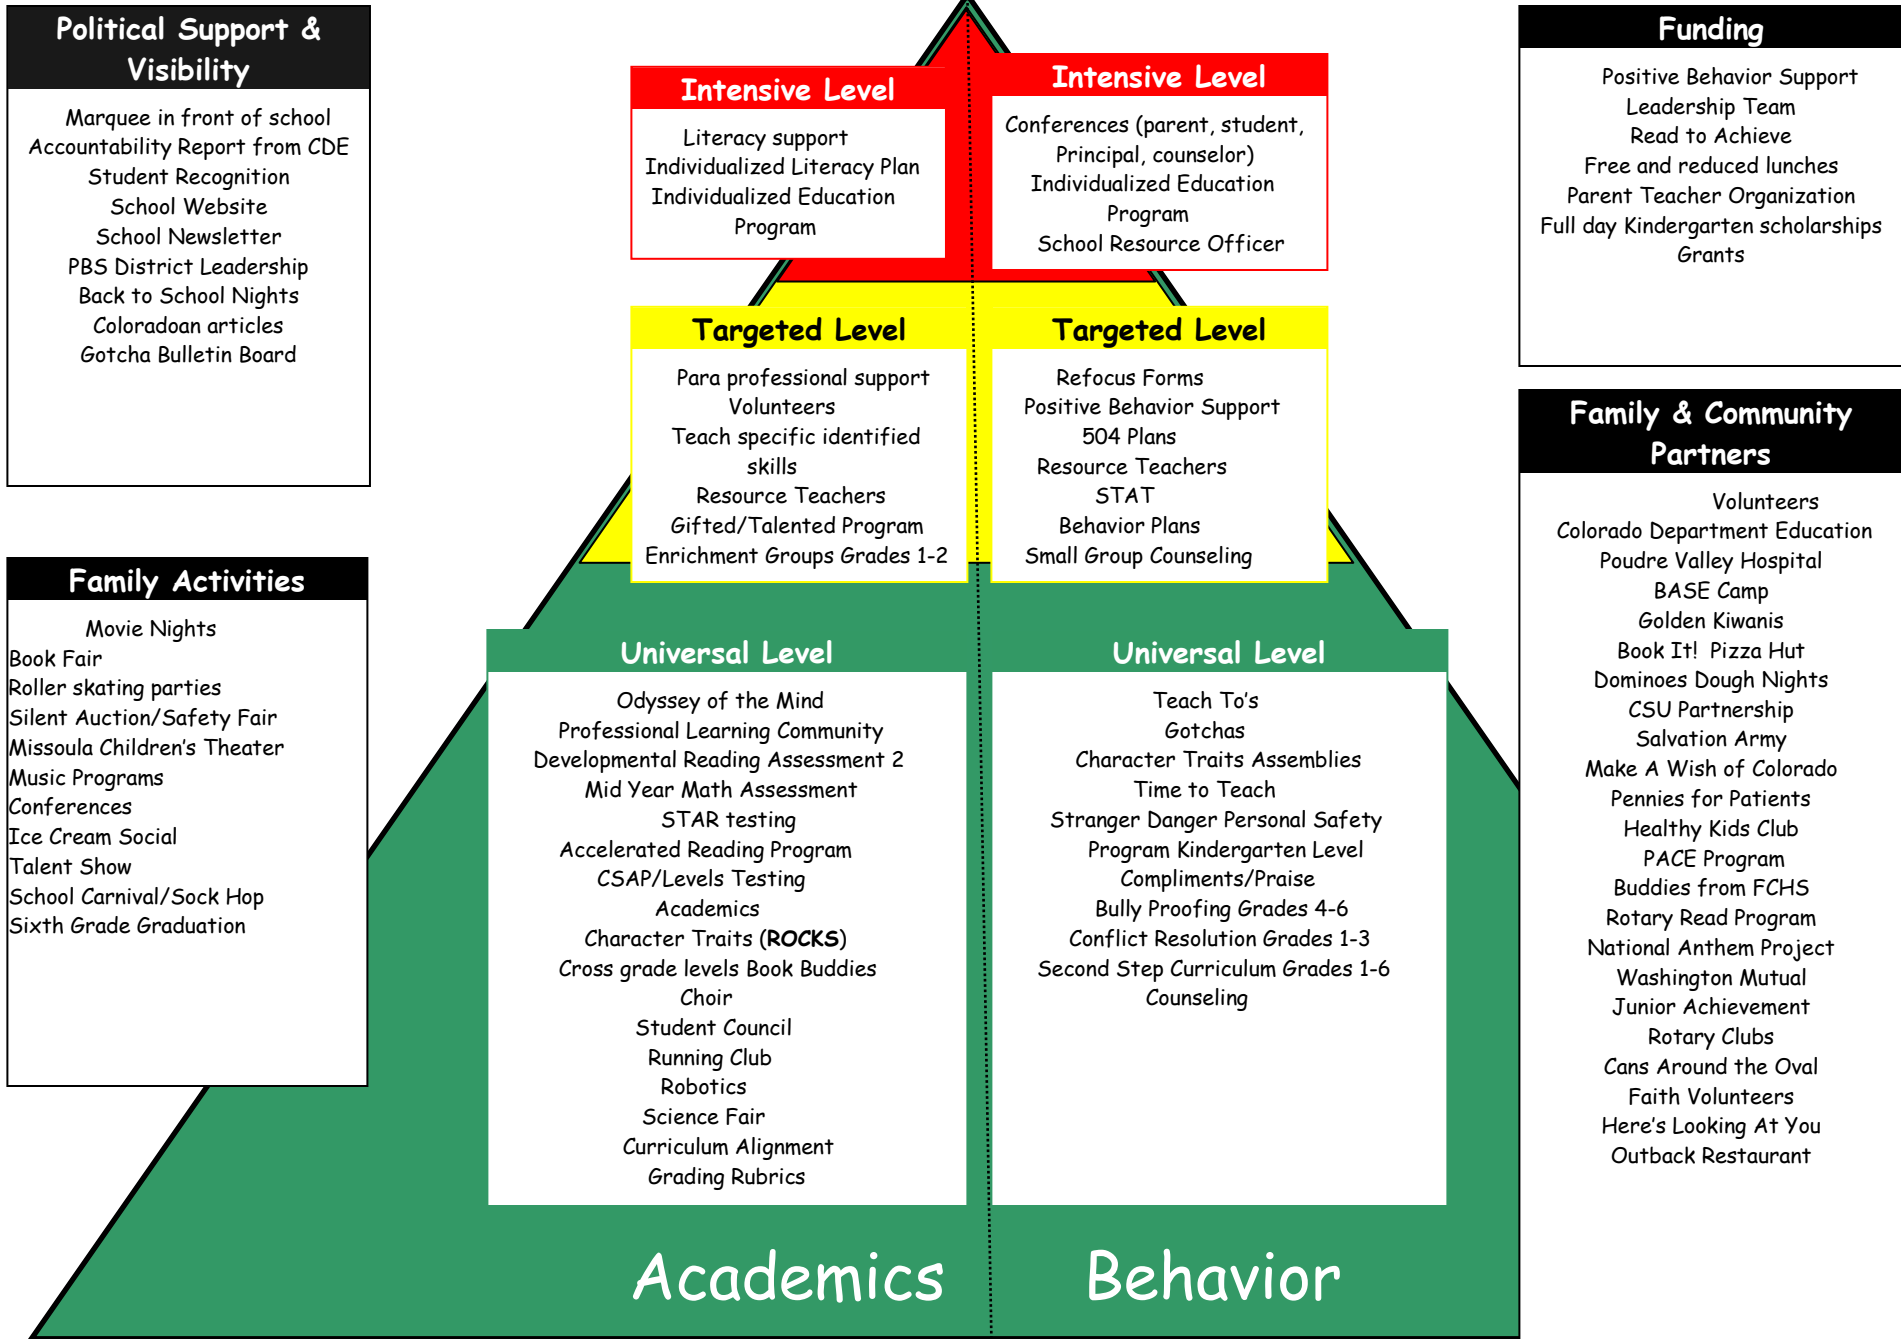 Political Support &
Visibility
Marquee in front of school
Accountability Report from CDE
Student Recognition
School Website
School Newsletter
PBS District Leadership
Back to School Nights
Coloradoan articles
Gotcha Bulletin Board
Family Activities
Movie Nights
Book Fair
Roller skating parties
Silent Auction/Safety Fair
Missoula Children's Theater
Music Programs
Conferences
Ice Cream Social
Talent Show
School Carnival/Sock Hop
Sixth Grade Graduation
Intensive Level
Literacy support
Individualized Literacy Plan
Individualized Education
Program
Intensive Level
Conferences (parent, student,
Principal, counselor)
Individualized Education
Program
School Resource Officer
Targeted Level
Para professional support
Volunteers
Teach specific identified
skills
Resource Teachers
Gifted/Talented Program
Enrichment Groups Grades 1-2
Targeted Level
Refocus Forms
Positive Behavior Support
504 Plans
Resource Teachers
STAT
Behavior Plans
Small Group Counseling
Universal Level
Odyssey of the Mind
Professional Learning Community
Developmental Reading Assessment 2
Mid Year Math Assessment
STAR testing
Accelerated Reading Program
CSAP/Levels Testing
Academics
Character Traits (ROCKS)
Cross grade levels Book Buddies
Choir
Student Council
Running Club
Robotics
Science Fair
Curriculum Alignment
Grading Rubrics
Universal Level
Teach To's
Gotchas
Character Traits Assemblies
Time to Teach
Stranger Danger Personal Safety
Program Kindergarten Level
Compliments/Praise
Bully Proofing Grades 4-6
Conflict Resolution Grades 1-3
Second Step Curriculum Grades 1-6
Counseling
Academics
Behavior
Funding
Positive Behavior Support
Leadership Team
Read to Achieve
Free and reduced lunches
Parent Teacher Organization
Full day Kindergarten scholarships
Grants
Family & Community
Partners
Volunteers
Colorado Department Education
Poudre Valley Hospital
BASE Camp
Golden Kiwanis
Book It!  Pizza Hut
Dominoes Dough Nights
CSU Partnership
Salvation Army
Make A Wish of Colorado
Pennies for Patients
Healthy Kids Club
PACE Program
Buddies from FCHS
Rotary Read Program
National Anthem Project
Washington Mutual
Junior Achievement
Rotary Clubs
Cans Around the Oval
Faith Volunteers
Here's Looking At You
Outback Restaurant